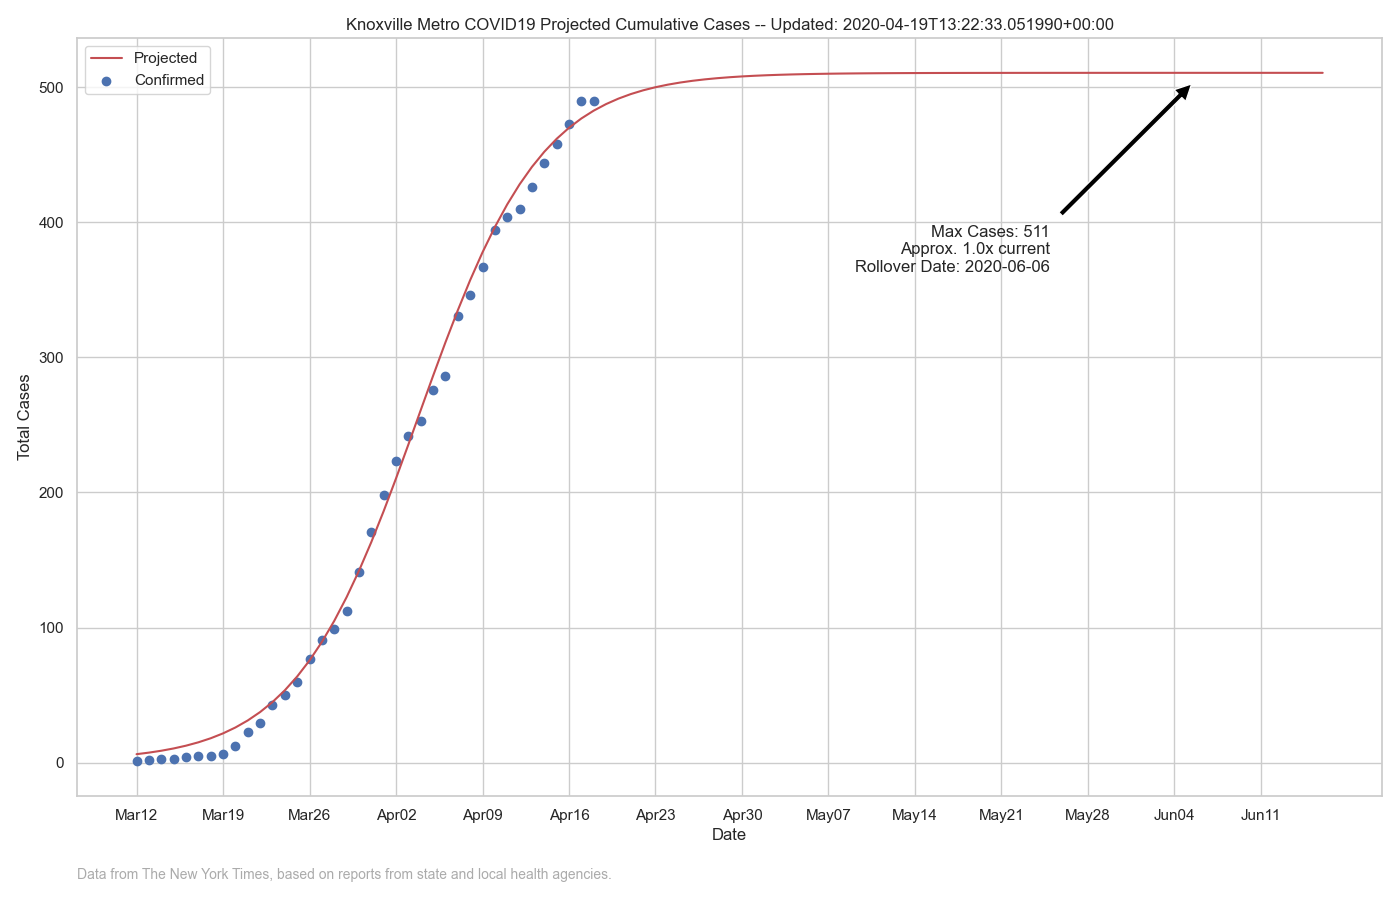 Knoxville Metro COVID19 Projected Cumulative Cases -- Updated: 2020-04-19T13:22:33.051990+00:00
Projected
Confirmed
500
400
300
200
100
0
Total Cases
Max Cases: 511
Approx. 1.0x current
Rollover Date: 2020-06-06
Mar12 Mar19 Mar26 Apr02 Apr09 Apr16 Apr23 Apr30 May07 May14 May21 May28 Jun04 Jun11
Date
Data from The New York Times, based on reports from state and local health agencies.